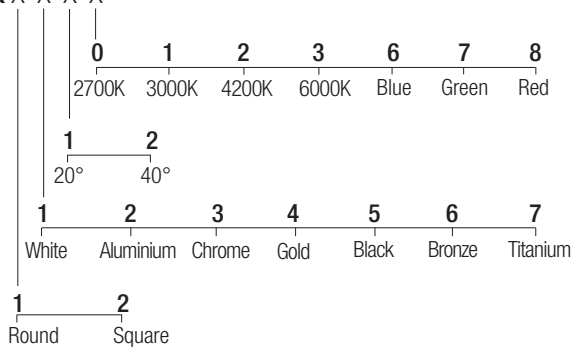 0 1 2 3 6 7 8
2700K 3000K 4200K 6000K Blue Green Red
1 2
20° 40°
1 2 3 4 5 6 7
White Aluminium Chrome Gold Black Bronze Titanium
1 2
Round Square